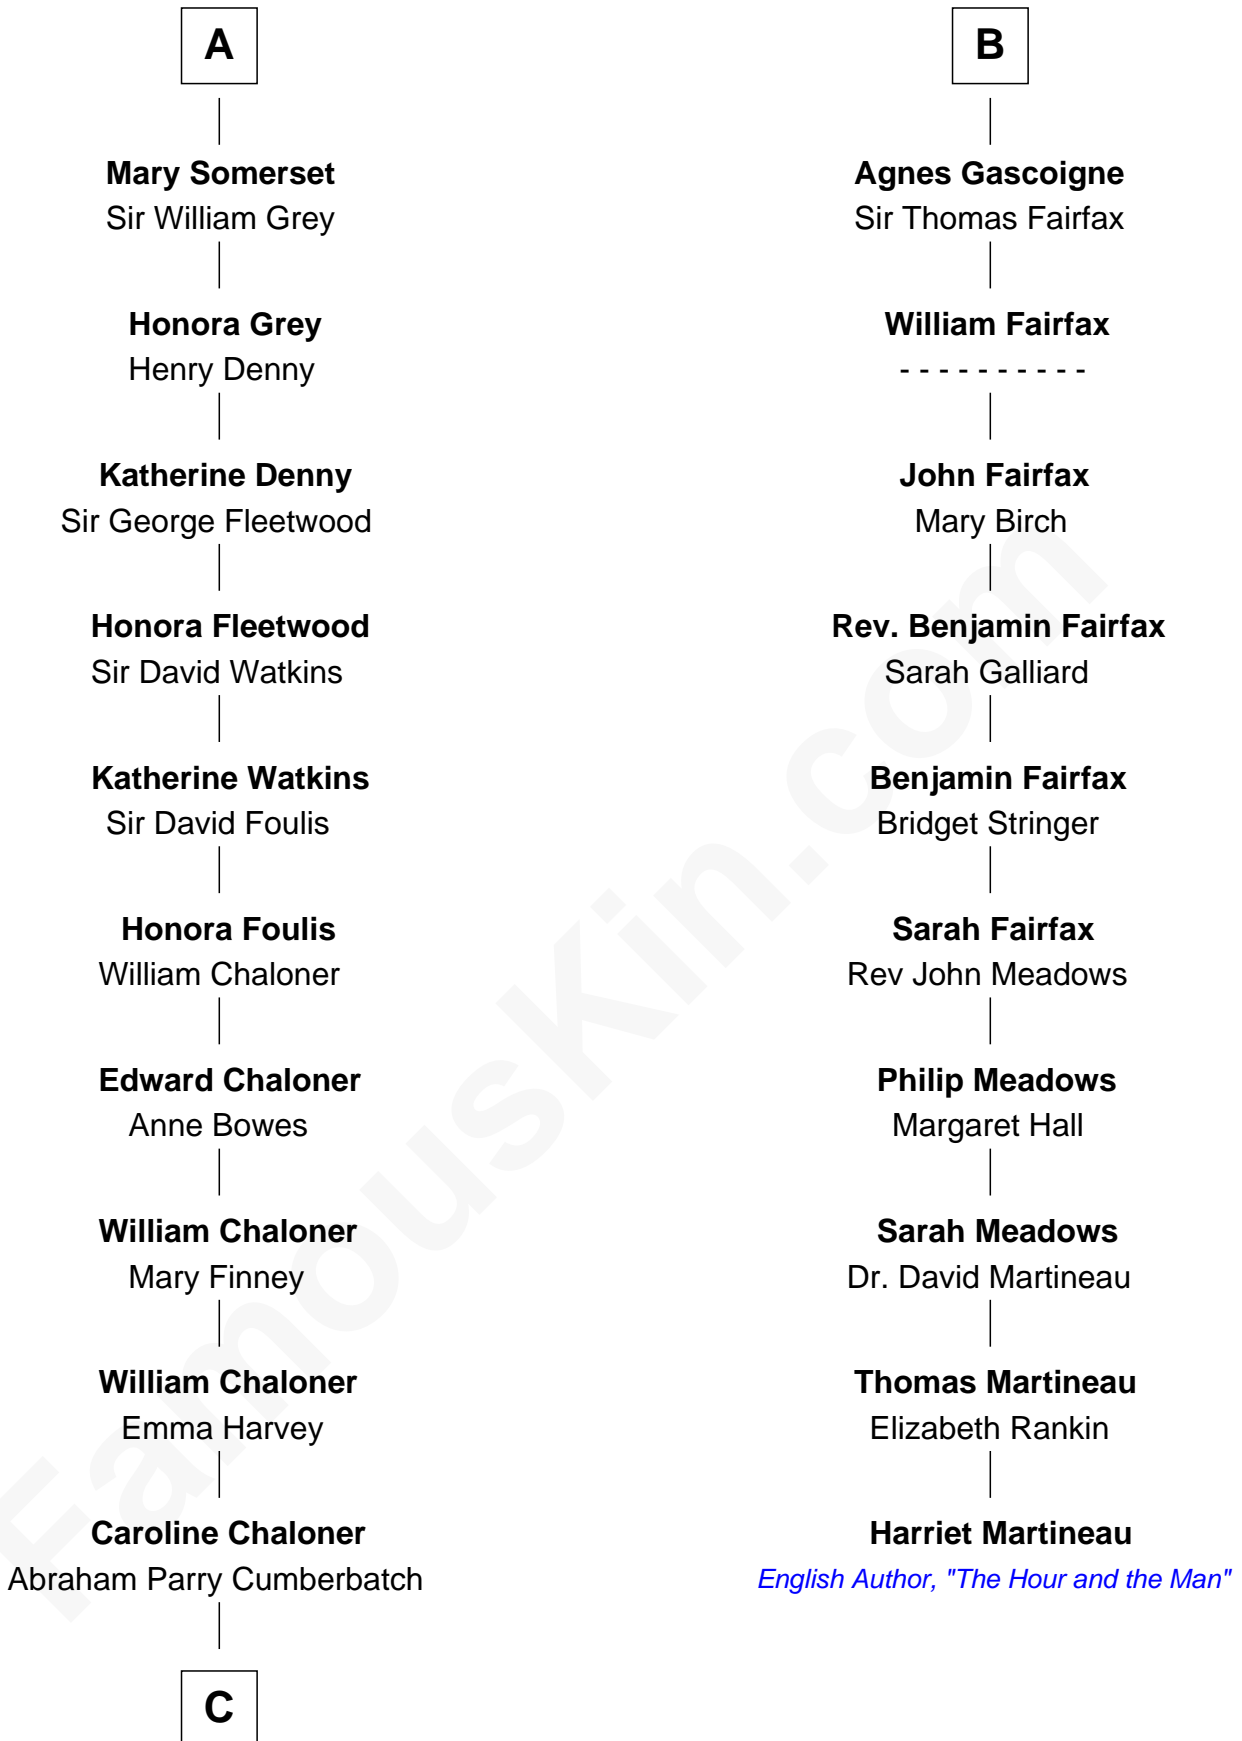 A
Mary Somerset
Sir William Grey
Honora Grey
Henry Denny
Katherine Denny
Sir George Fleetwood
Honora Fleetwood
Sir David Watkins
Katherine Watkins
Sir David Foulis
Honora Foulis
William Chaloner
Edward Chaloner
Anne Bowes
William Chaloner
Mary Finney
William Chaloner
Emma Harvey
Caroline Chaloner
Abraham Parry Cumberbatch
C
B
Agnes Gascoigne
Sir Thomas Fairfax
William Fairfax
- - - - - - - - - -
John Fairfax
Mary Birch
Rev. Benjamin Fairfax
Sarah Galliard
Benjamin Fairfax
Bridget Stringer
Sarah Fairfax
Rev John Meadows
Philip Meadows
Margaret Hall
Sarah Meadows
Dr. David Martineau
Thomas Martineau
Elizabeth Rankin
Harriet Martineau
English Author, "The Hour and the Man"
FamousKin.com